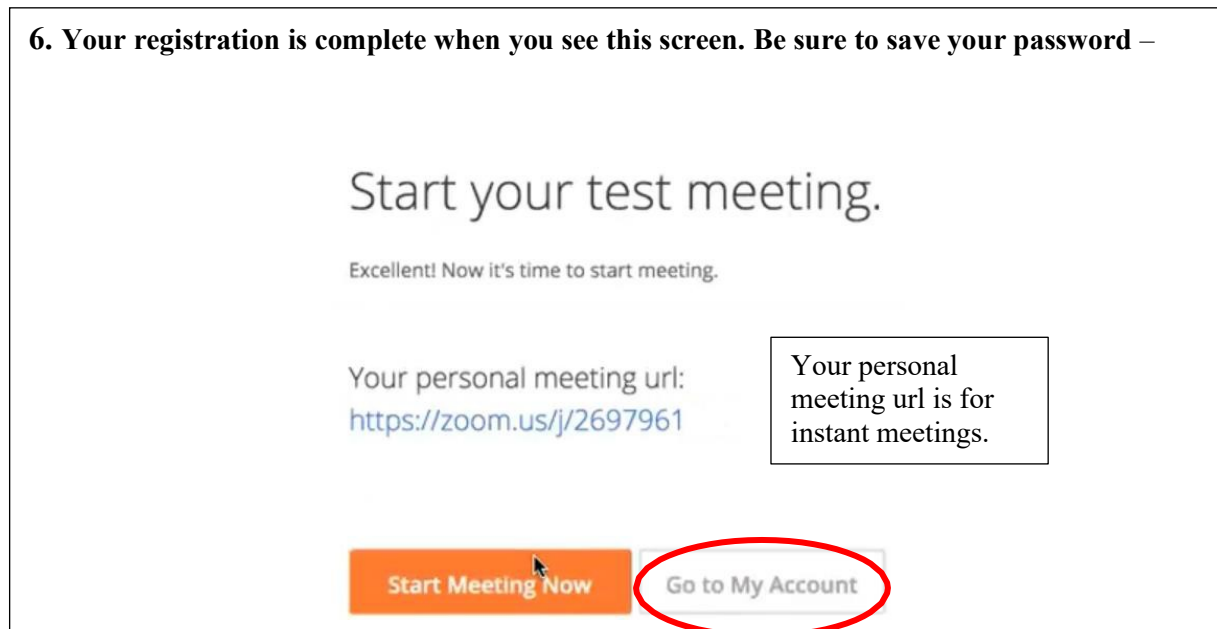 6. Your registration is complete when you see this screen. Be sure to save your password –
Start your test meeting.
Excellent! Now it's time to start meeting.
Your personal meeting url:
https://zoom.us/j/2697961
Your personal
meeting url is for
instant meetings.
Start Meeting Now
Go to My Account